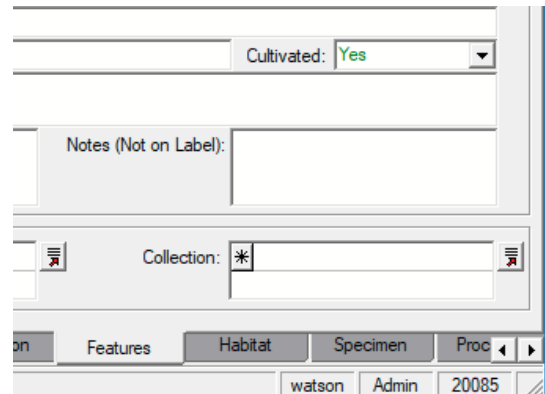 Cultivated: Yes
Notes (Not on Label):
Collection: *
on Features Habitat Specimen Proc
watson Admin 20085